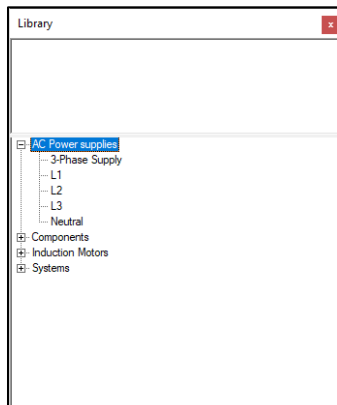 Library
x
AC Power supplies
3-Phase Supply
L1
L2
L3
Neutral
Components
Induction Motors
Systems